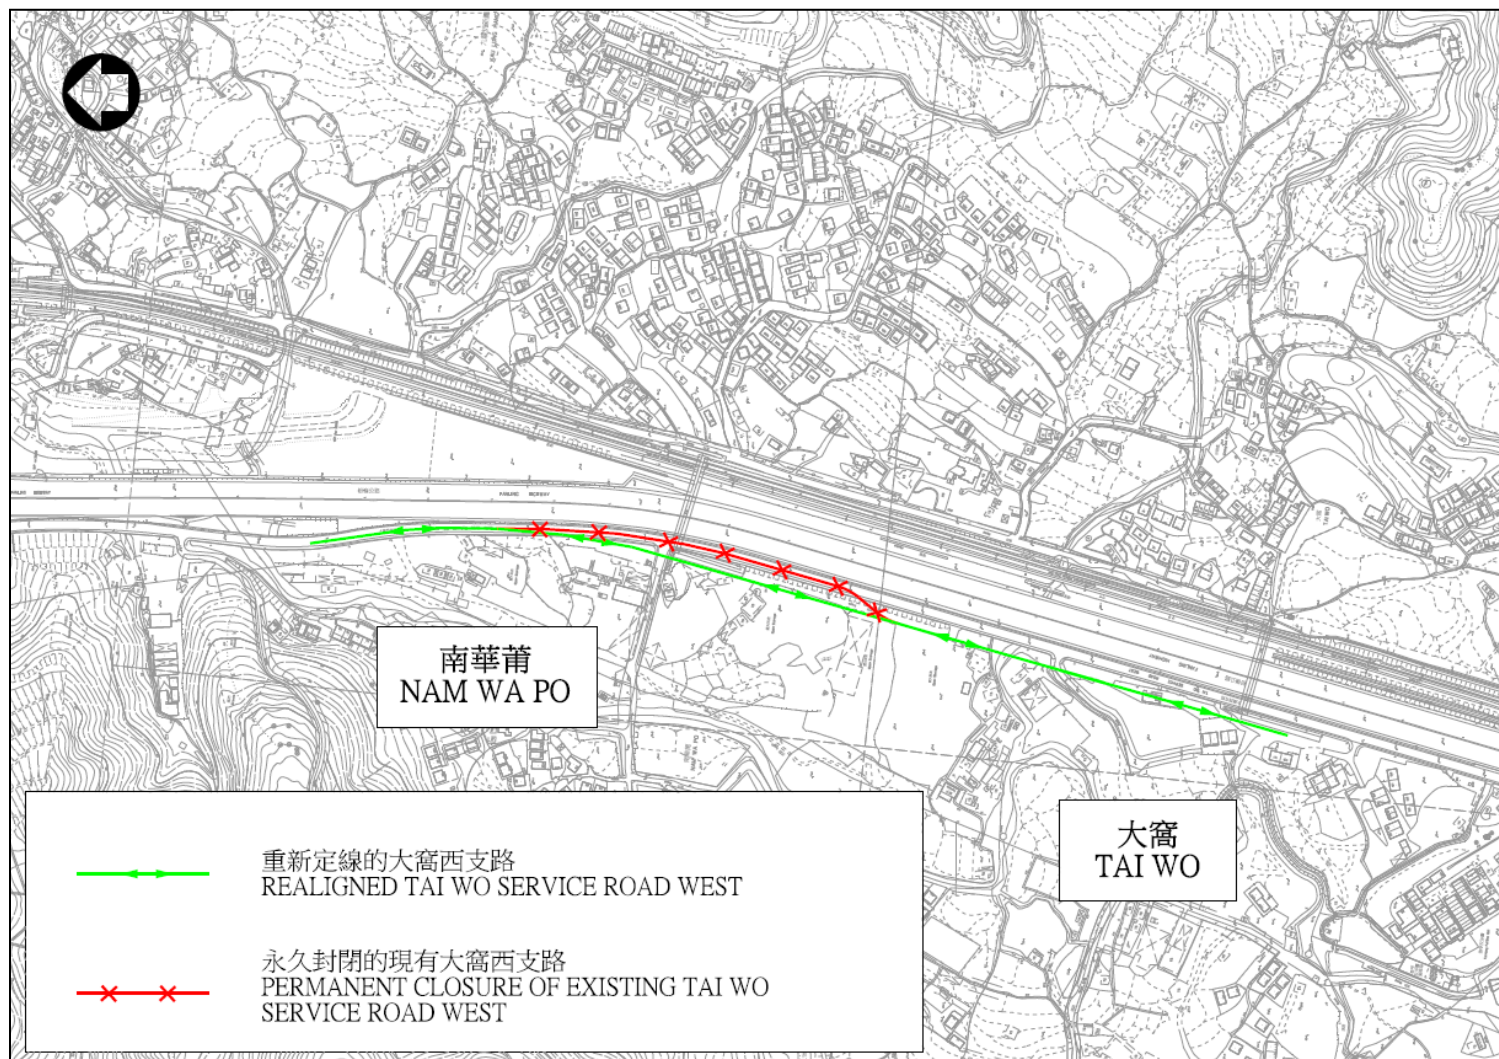 南華莆
NAM WA PO
大窩
TAI WO
重新定線的大窩西支路
REALIGNED TAI WO SERVICE ROAD WEST
永久封閉的現有大窩西支路
PERMANENT CLOSURE OF EXISTING TAI WO
SERVICE ROAD WEST